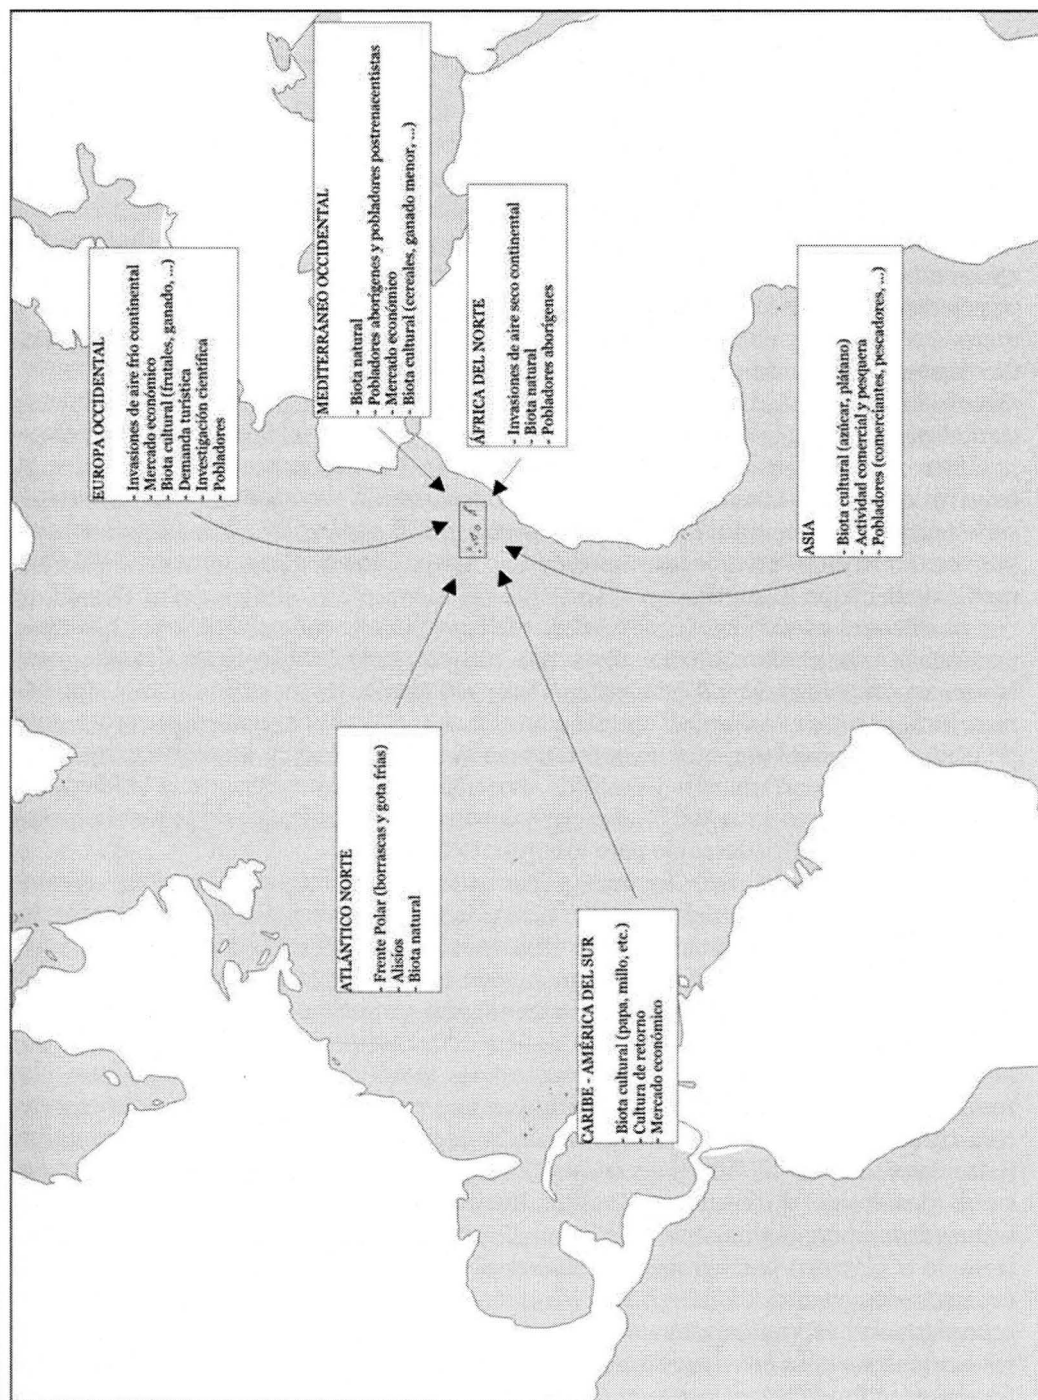 EUROPA OCCIDENTAL
- Invasiones de aire frío continental
- Mercado económico
- Biota cultural (frutales, ganado, ...)
- Demanda turística
- Investigación científica
- Pobladores
MEDITERRÁNEO OCCIDENTAL
- Biota natural
- Pobladores aborígenes y pobladores postrenacentistas
- Mercado económico
- Biota cultural (cereales, ganado menor, ...)
ÁFRICA DEL NORTE
- Invasiones de aire seco continental
- Biota natural
- Pobladores aborígenes
ATLÁNTICO NORTE
- Frente Polar (borrascas y gota frías)
- Alisios
- Biota natural
CARIBE - AMÉRICA DEL SUR
- Biota cultural (papa, millo, etc.)
- Cultura de retorno
- Mercado económico
ASIA
- Biota cultural (azúcar, plátano)
- Actividad comercial y pesquera
- Pobladores (comerciantes, pescadores, ...)